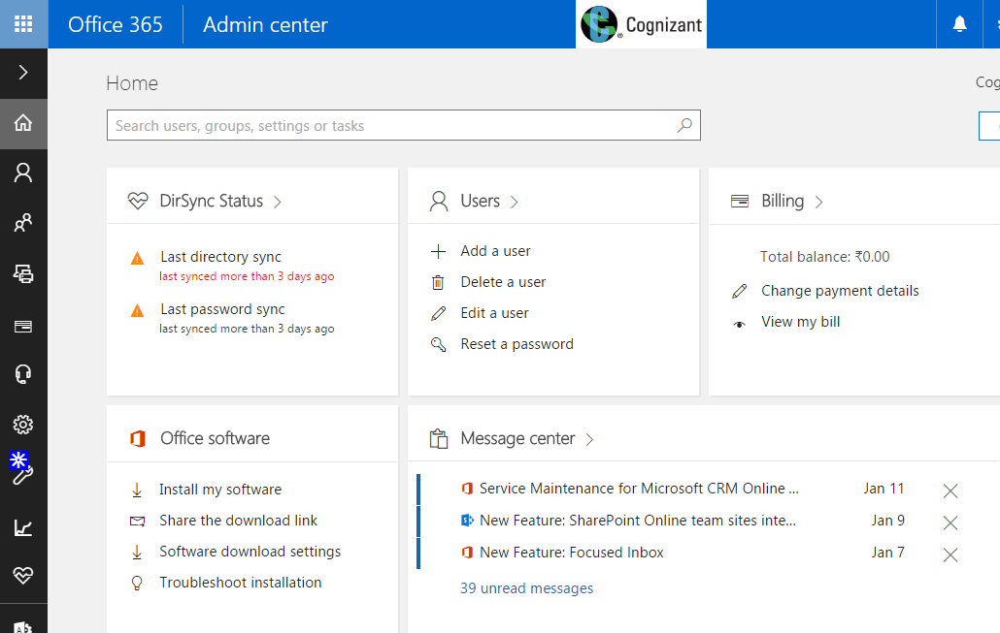 Office 365
Admin center
Cognizant
Home
Cog
Search users, groups, settings or tasks
DirSync Status
Last directory sync
last synced more than 3 days ago
Last password sync
last synced more than 3 days ago
Users
Add a user
Delete a user
Edit a user
Reset a password
Billing
Total balance: ₹0.00
Change payment details
View my bill
Office software
Install my software
Share the download link
Software download settings
Troubleshoot installation
Message center
Service Maintenance for Microsoft CRM Online ... Jan 11
New Feature: SharePoint Online team sites inte... Jan 9
New Feature: Focused Inbox Jan 7
39 unread messages